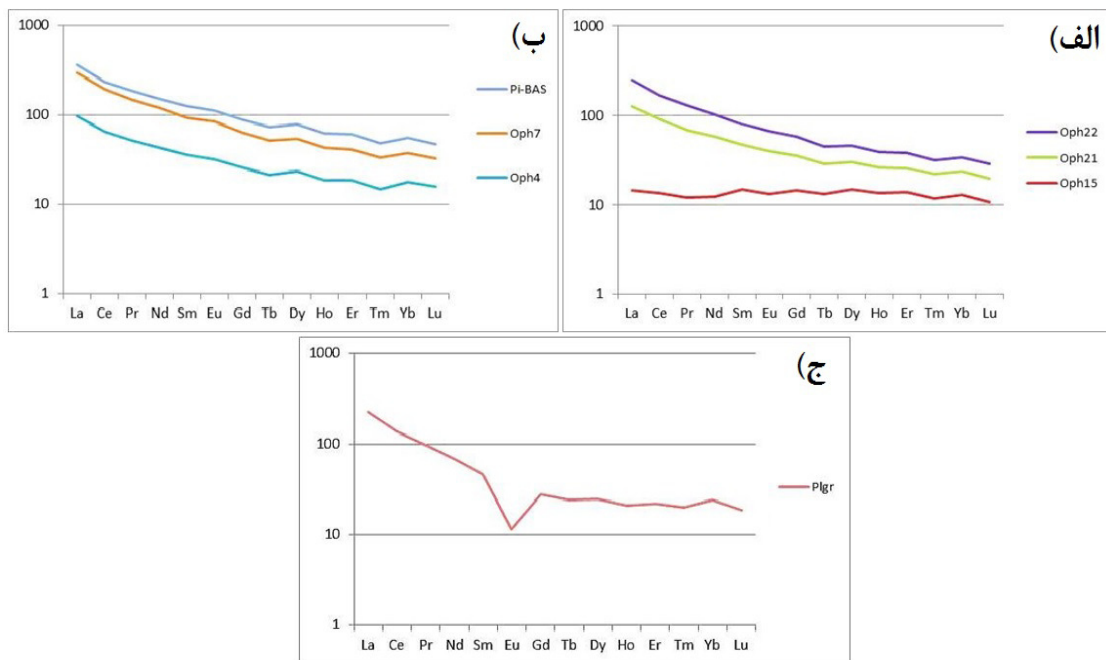 الف)
1000
100
10
1
La Ce Pr Nd Sm Eu Gd Tb Dy Ho Er Tm Yb Lu
Oph22
Oph21
Oph15
ب)
1000
100
10
1
La Ce Pr Nd Sm Eu Gd Tb Dy Ho Er Tm Yb Lu
Pi-BAS
Oph7
Oph4
ج)
1000
100
10
1
La Ce Pr Nd Sm Eu Gd Tb Dy Ho Er Tm Yb Lu
Plgr